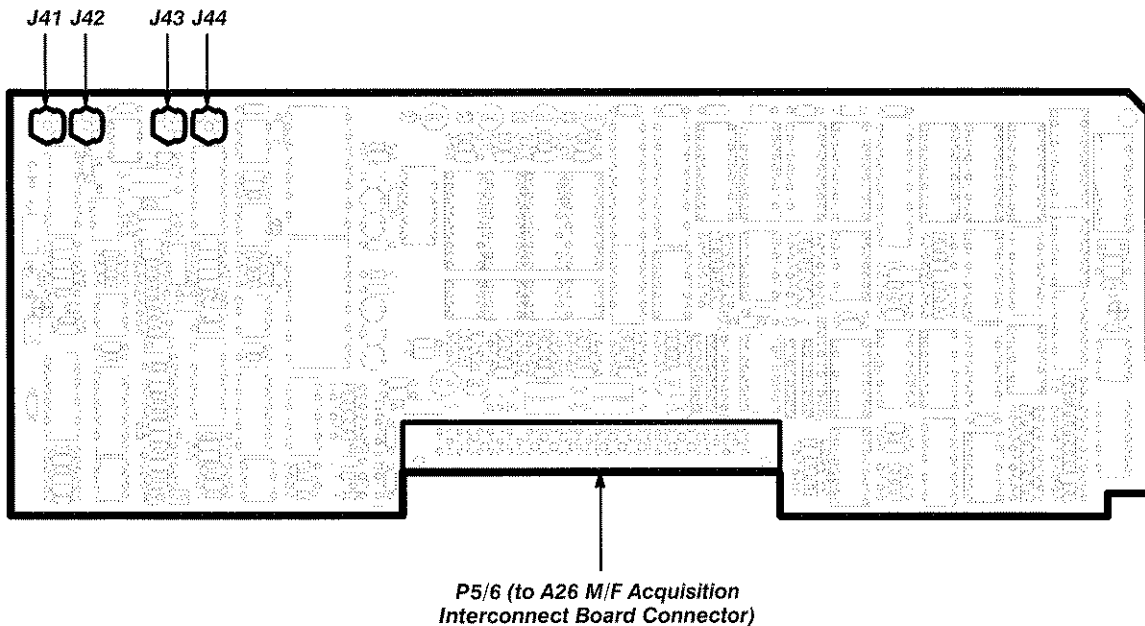 J41 J42 J43 J44
P5/6 (to A26 M/F Acquisition
Interconnect Board Connector)